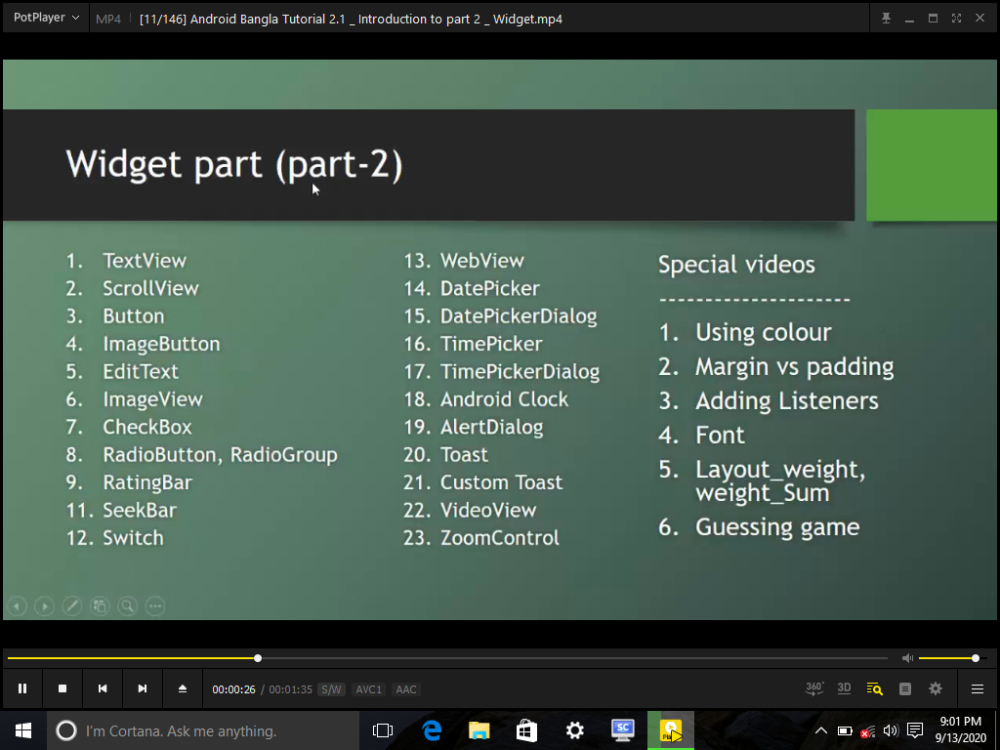 PotPlayer
MP4
[11/146] Android Bangla Tutorial 2.1 _ Introduction to part 2 _ Widget.mp4
Widget part (part-2)
1. TextView
2. ScrollView
3. Button
4. ImageButton
5. EditText
6. ImageView
7. CheckBox
8. RadioButton, RadioGroup
9. RatingBar
11. SeekBar
12. Switch
13. WebView
14. DatePicker
15. DatePickerDialog
16. TimePicker
17. TimePickerDialog
18. Android Clock
19. AlertDialog
20. Toast
21. Custom Toast
22. VideoView
23. ZoomControl
Special videos
---------------------
1. Using colour
2. Margin vs padding
3. Adding Listeners
4. Font
5. Layout_weight,
weight_Sum
6. Guessing game
00:00:26 / 00:01:35 S/W AVC1 AAC
360° 3D
I'm Cortana. Ask me anything.
SC
9:01 PM
9/13/2020